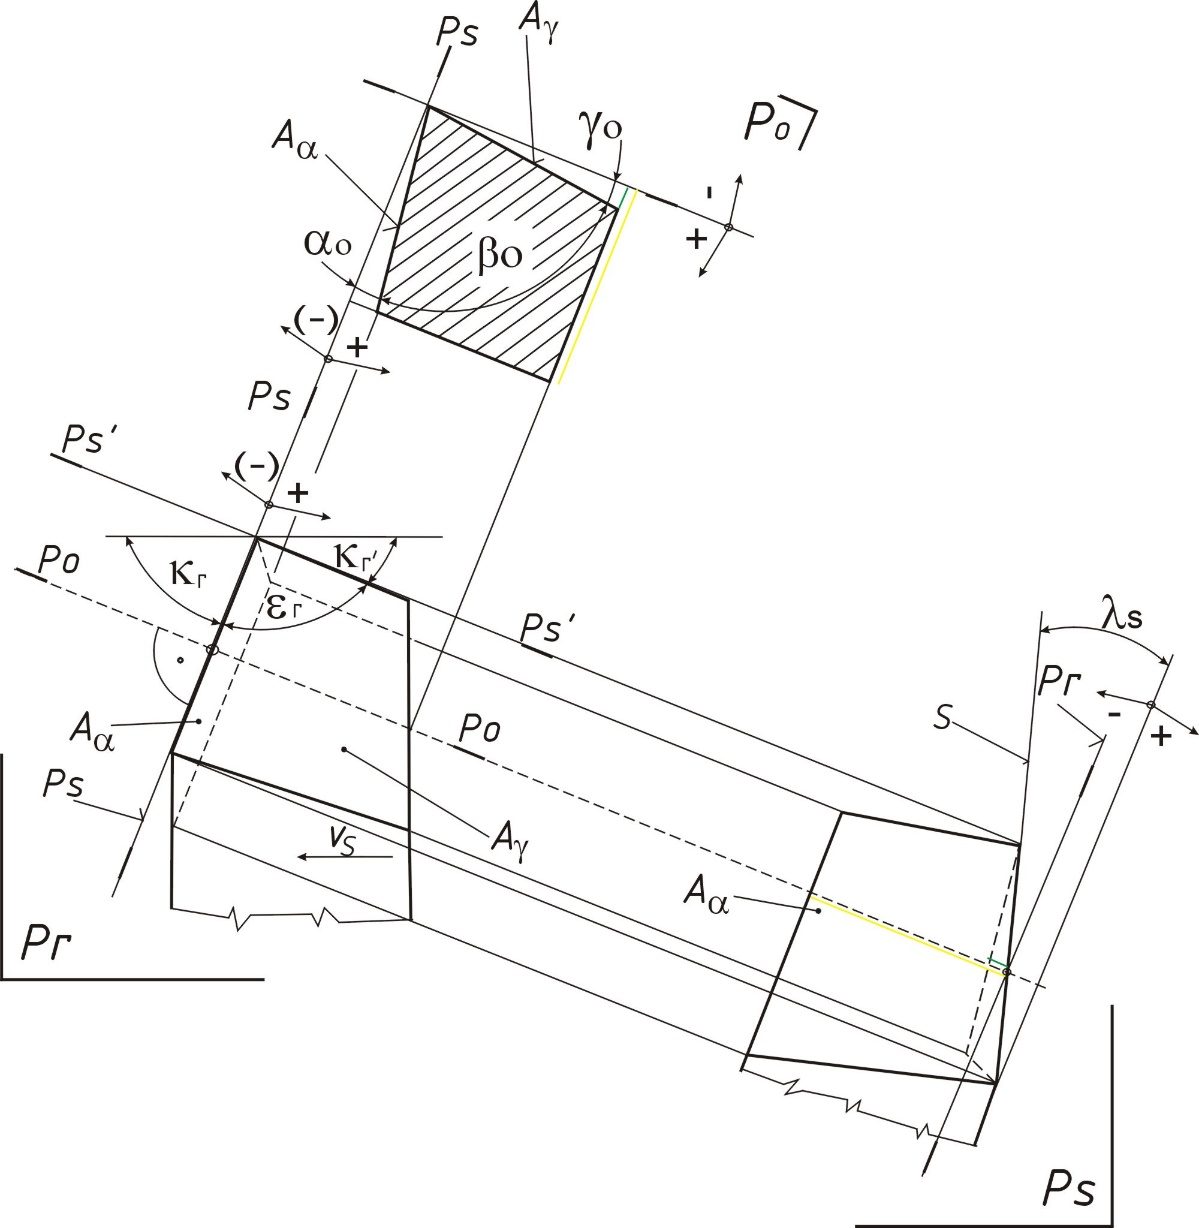 Ps
Aγ
Po
γo
Aα
-
+
αo
βo
(-)
+
Ps
Ps'
(-)
+
Po
κr
κr'
εr
λs
Ps'
Pr
S
-
+
Aα
Po
Ps
vs
Aγ
Aα
Pr
Ps